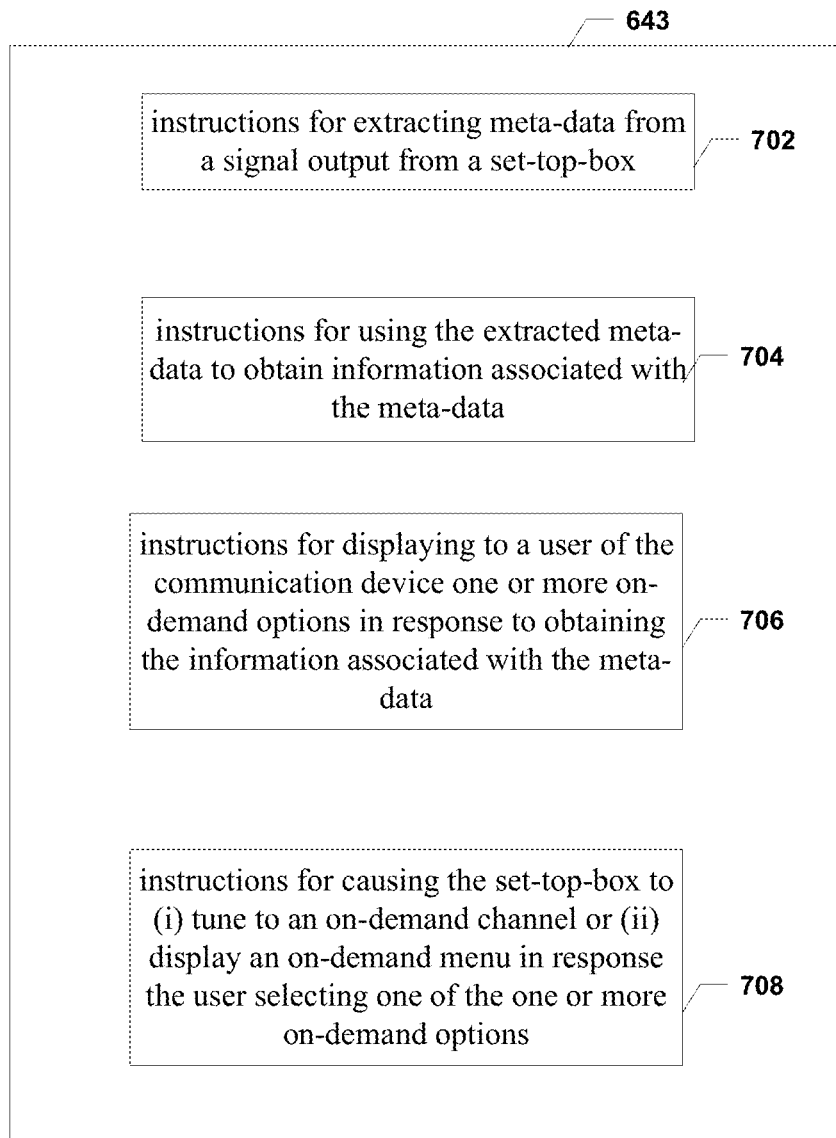 643
instructions for extracting meta-data from
a signal output from a set-top-box
702
instructions for using the extracted meta-
data to obtain information associated with
the meta-data
704
instructions for displaying to a user of the
communication device one or more on-
demand options in response to obtaining
the information associated with the meta-
data
706
instructions for causing the set-top-box to
(i) tune to an on-demand channel or (ii)
display an on-demand menu in response
the user selecting one of the one or more
on-demand options
708